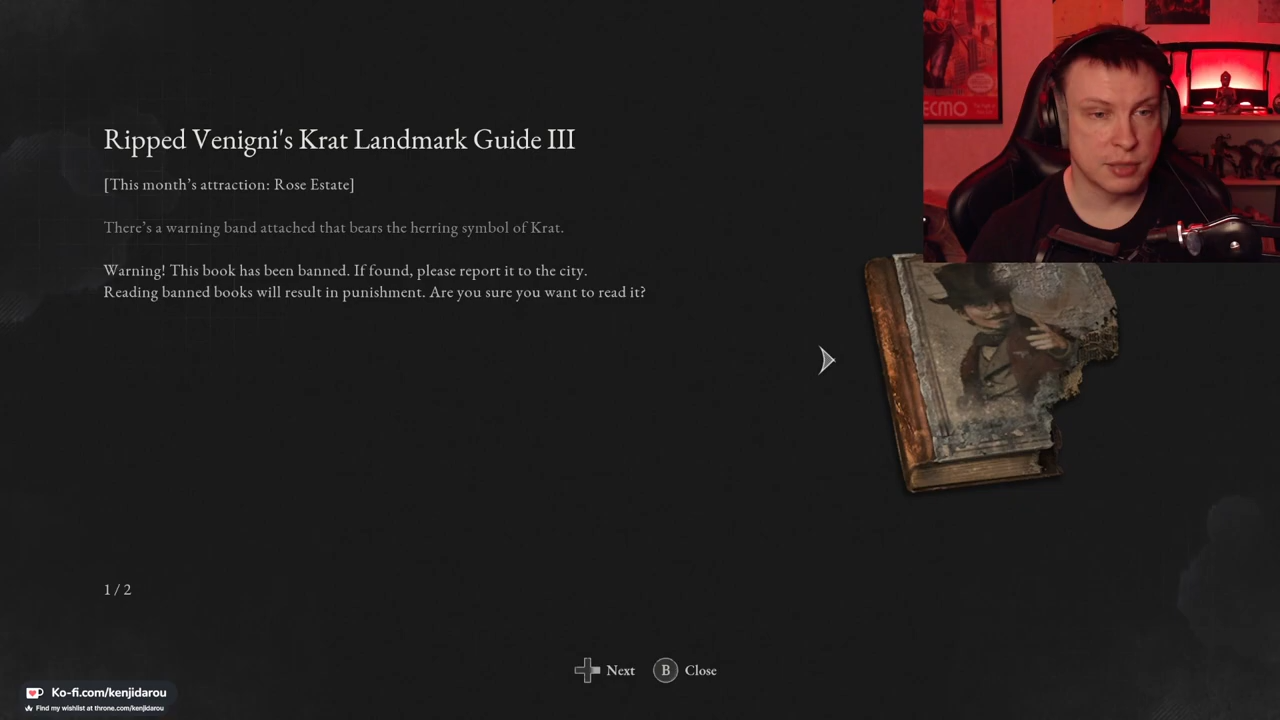 ECMO
Ripped Venigni's Krat Landmark Guide III
[This month's attraction: Rose Estate]
There's a warning band attached that bears the herring symbol of Krat.
Warning! This book has been banned. If found, please report it to the city.
Reading banned books will result in punishment. Are you sure you want to read it?
1 / 2
Next
B
Close
Ko-fi.com/kenjidarou
Find my wishlist at throne.com/kenjidarou